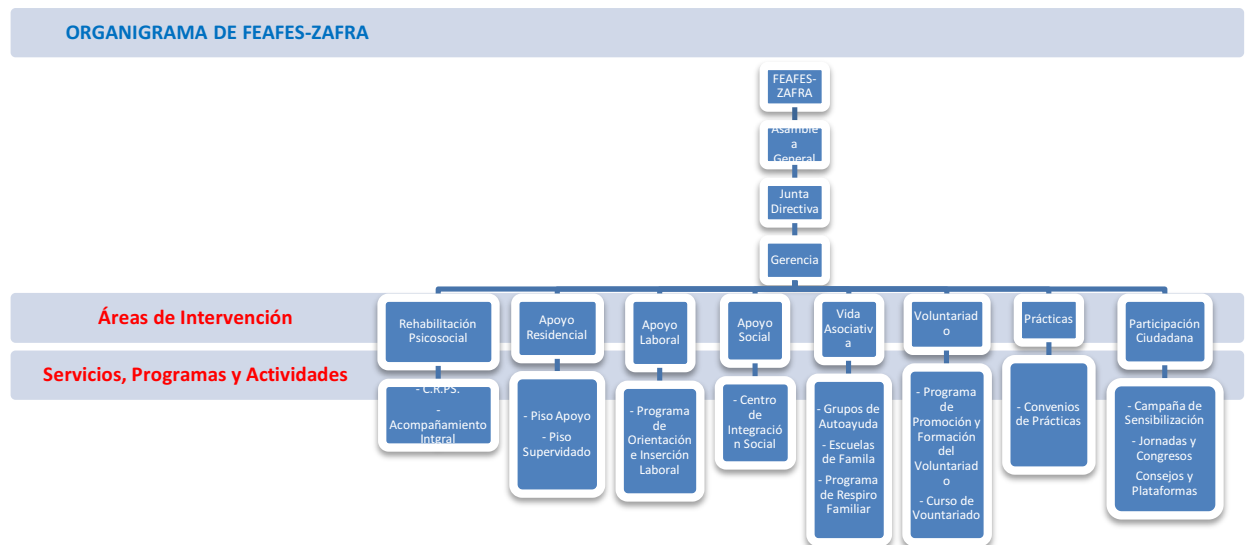 ORGANIGRAMA DE FEAFES-ZAFRA
FEAFES-
ZAFRA
Asamble
a
General
Junta
Directiva
Gerencia
Áreas de Intervención
Rehabilitación
Psicosocial
Apoyo
Residencial
Apoyo
Laboral
Apoyo
Social
Vida
Asociativ
a
Voluntariad
o
Prácticas
Participación
Ciudadana
Servicios, Programas y Actividades
- C.R.PS.
-
Acompañamiento
Intgral
- Piso Apoyo
- Piso
Supervidado
- Programa
de
Orientación
e Inserción
Laboral
- Centro
de
Integració
n Social
- Grupos de
Autoayuda
- Escuelas
de Famila
- Programa
de Respiro
Familiar
- Programa
de
Promoción y
Formación
del
Voluntariad
o
- Curso de
Vountariado
- Convenios
de Prácticas
- Campaña de
Sensibilización
- Jornadas y
Congresos
Consejos y
Plataformas